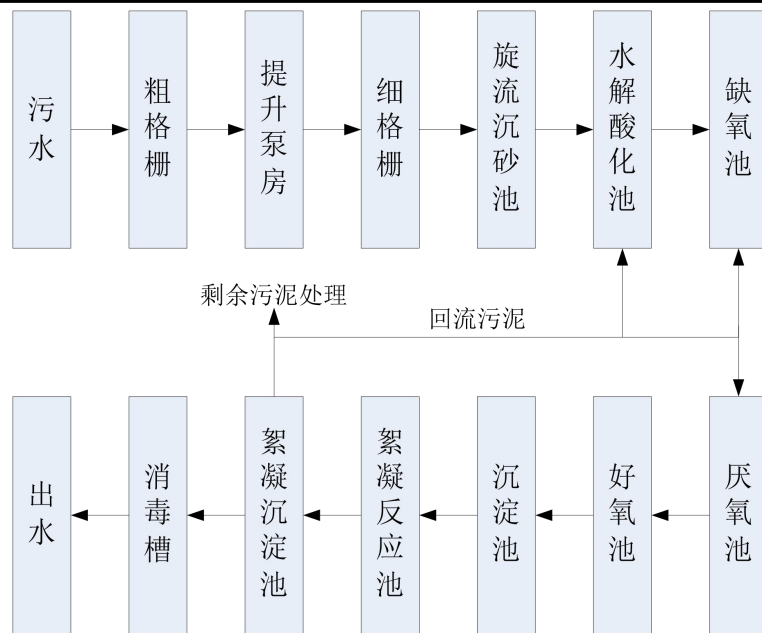 污水
粗格栅
提升泵房
细格栅
旋流沉砂池
水解酸化池
缺氧池
剩余污泥处理
回流污泥
出水
消毒槽
絮凝沉淀池
絮凝反应池
沉淀池
好氧池
厌氧池